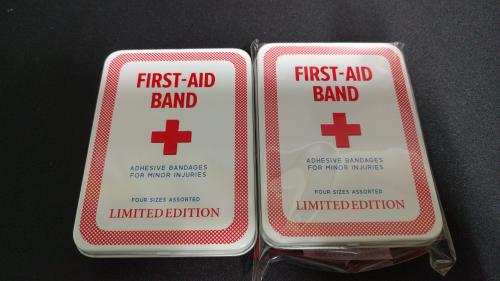 FIRST-AID
BAND
ADHESIVE BANDAGES
FOR MINOR INJURIES
FOUR SIZES ASSORTED
LIMITED EDITION
FIRST-AID
BAND
ADHESIVE BANDAGES
FOR MINOR INJURIES
FOUR SIZES ASSORTED
LIMITED EDITION